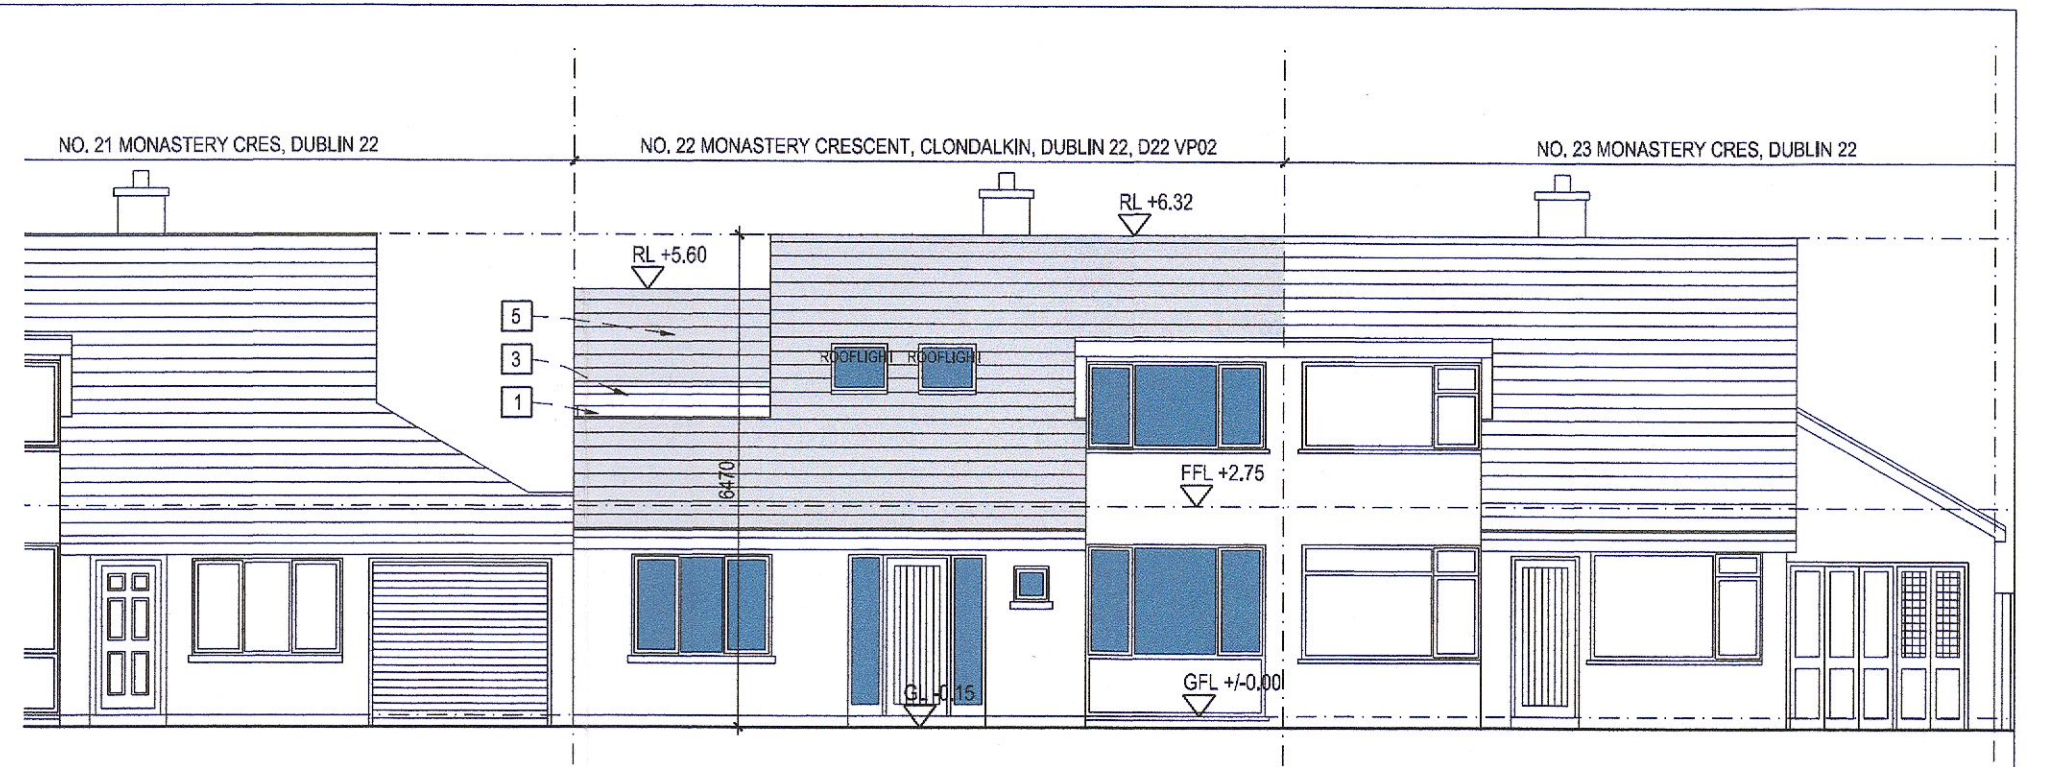 NO. 21 MONASTERY CRES, DUBLIN 22
NO. 22 MONASTERY CRESCENT, CLONDALKIN, DUBLIN 22, D22 VP02
NO. 23 MONASTERY CRES, DUBLIN 22
RL +6.32
RL +5.60
5
3
1
ROOFLIGHT
ROOFLIGHT
6470
FFL +2.75
GL -0.15
GFL +/-0.00